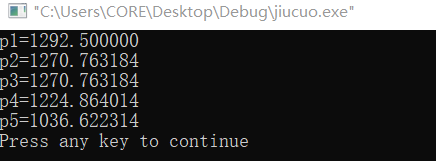 "C:\Users\CORE\Desktop\Debug\jiucuo.exe"
p1=1292.500000
p2=1270.763184
p3=1270.763184
p4=1224.864014
p5=1036.622314
Press any key to continue